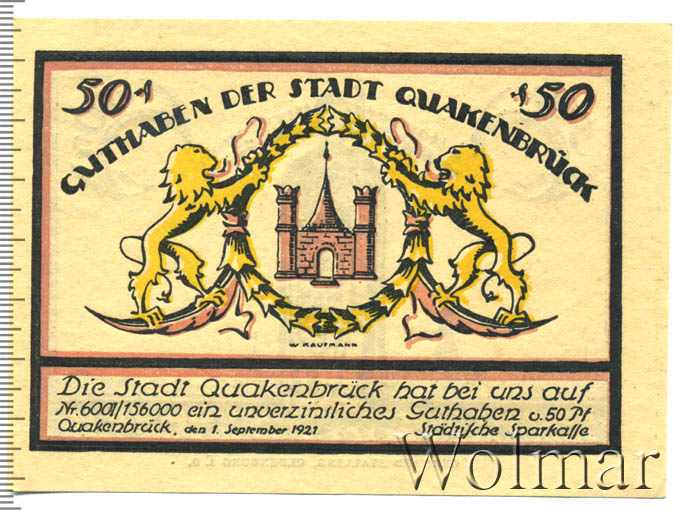 50 ₰
₰ 50
GUTHABEN DER STADT QUAKENBRÜCK
W KAUFMANN
Die Stadt Quakenbrück hat bei uns auf
Nr. 6001/156000 ein unverzinsliches Guthaben v. 50 Pf
Quakenbrück, den 1. September 1921 Städtische Sparkasse
Wolmar